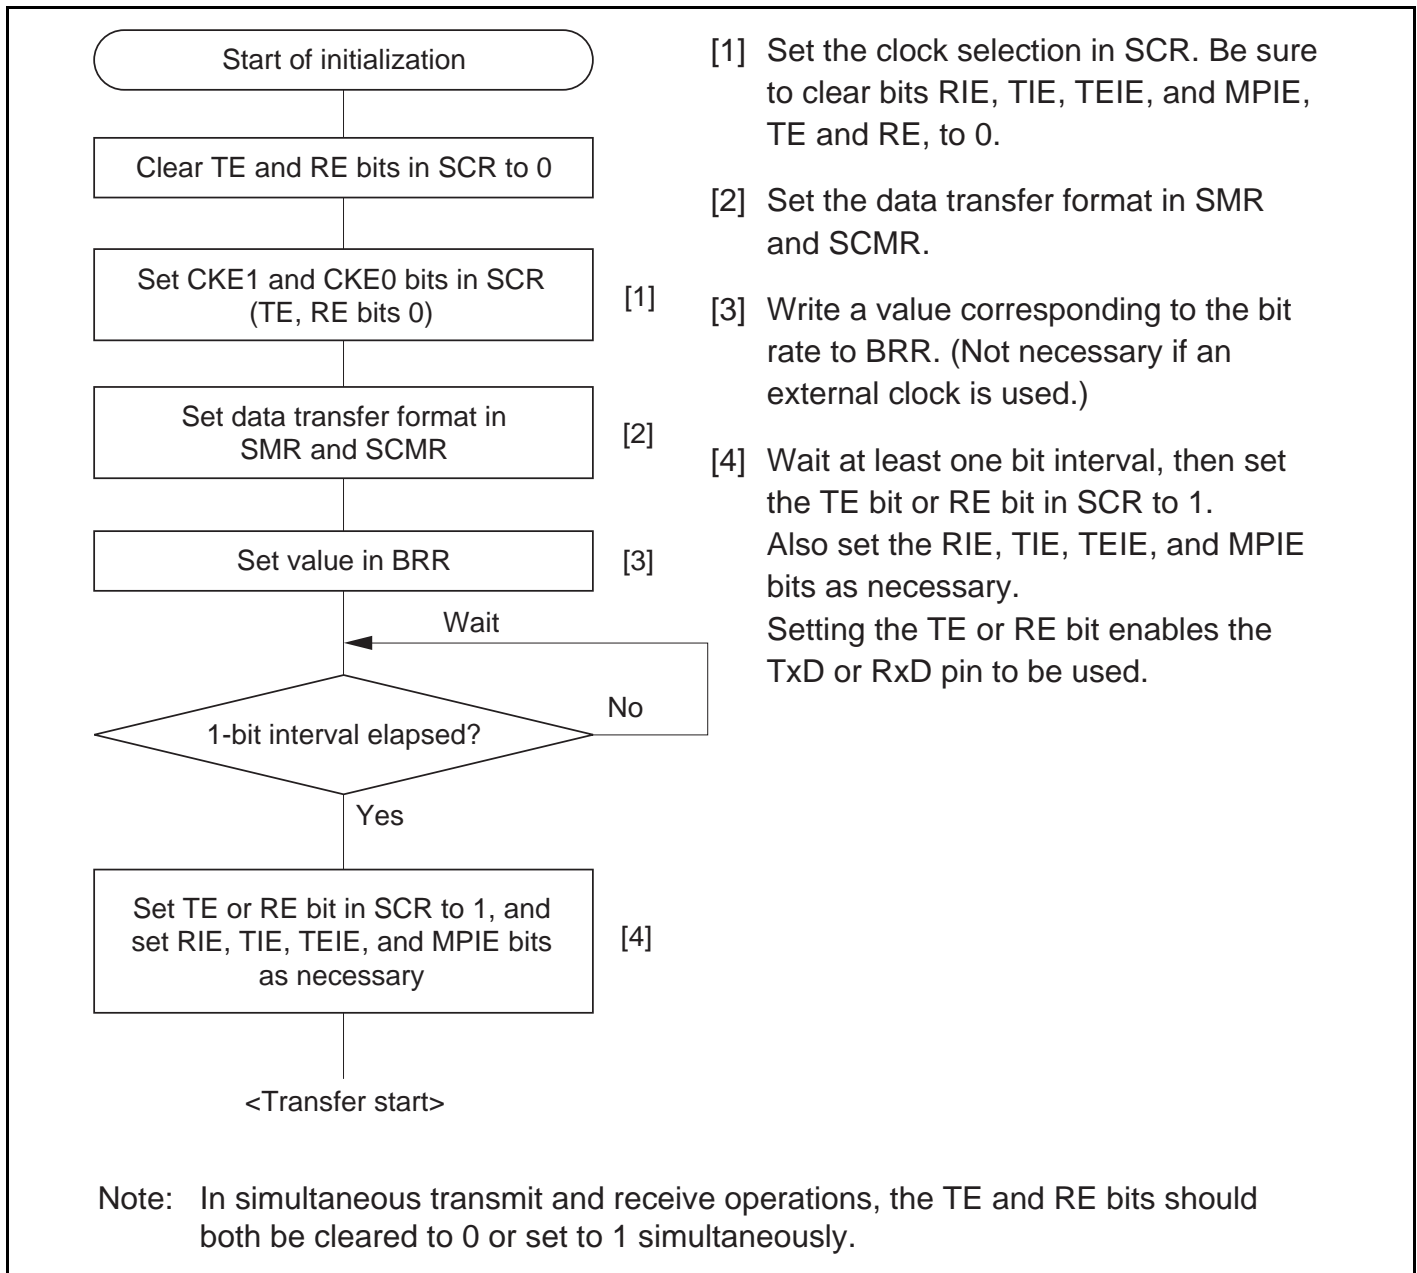 Start of initialization
Clear TE and RE bits in SCR to 0
Set CKE1 and CKE0 bits in SCR
(TE, RE bits 0)
[1]
Set data transfer format in
SMR and SCMR
[2]
Set value in BRR
[3]
Wait
No
1-bit interval elapsed?
Yes
Set TE or RE bit in SCR to 1, and
set RIE, TIE, TEIE, and MPIE bits
as necessary
[4]
<Transfer start>
[1] Set the clock selection in SCR. Be sure
to clear bits RIE, TIE, TEIE, and MPIE,
TE and RE, to 0.
[2] Set the data transfer format in SMR
and SCMR.
[3] Write a value corresponding to the bit
rate to BRR. (Not necessary if an
external clock is used.)
[4] Wait at least one bit interval, then set
the TE bit or RE bit in SCR to 1.
Also set the RIE, TIE, TEIE, and MPIE
bits as necessary.
Setting the TE or RE bit enables the
TxD or RxD pin to be used.
Note: In simultaneous transmit and receive operations, the TE and RE bits should
both be cleared to 0 or set to 1 simultaneously.